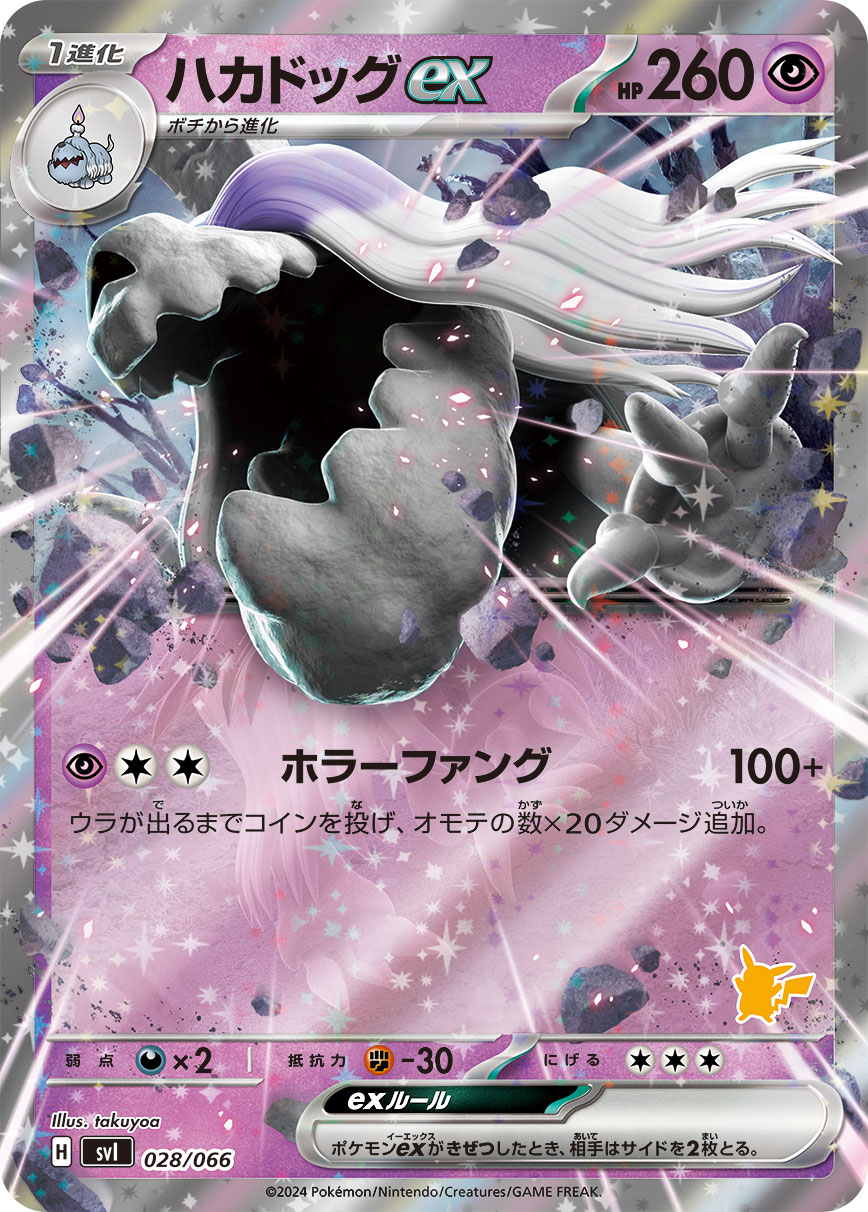 1進化
ハカドッグex
HP 260
ボチから進化
ホラーファング 100+
ウラが出るまでコインを投げ、オモテの数×20ダメージ追加。
弱点 ×2 抵抗力 -30 にげる
Illus. takuyoa
exルール
ポケモンexがきぜつしたとき、相手はサイドを2枚とる。
H svI 028/066
©2024 Pokémon/Nintendo/Creatures/GAME FREAK.